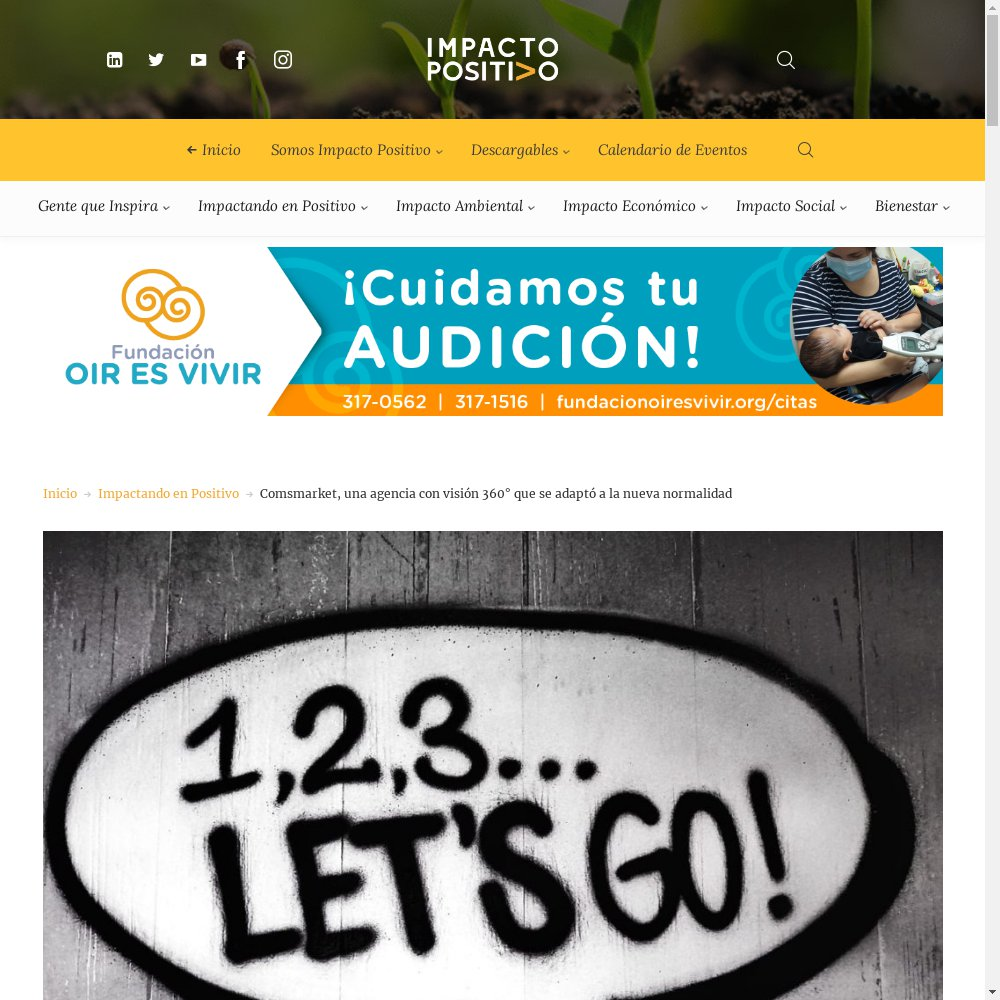 IMPACTO
POSITIVO
Inicio
Somos Impacto Positivo
Descargables
Calendario de Eventos
Gente que Inspira
Impactando en Positivo
Impacto Ambiental
Impacto Económico
Impacto Social
Bienestar
Fundación
OIR ES VIVIR
¡Cuidamos tu
AUDICIÓN!
317-0562 | 317-1516 | fundacionoiresvivir.org/citas
Inicio → Impactando en Positivo → Comsmarket, una agencia con visión 360° que se adaptó a la nueva normalidad
1,2,3...
LET'S GO!